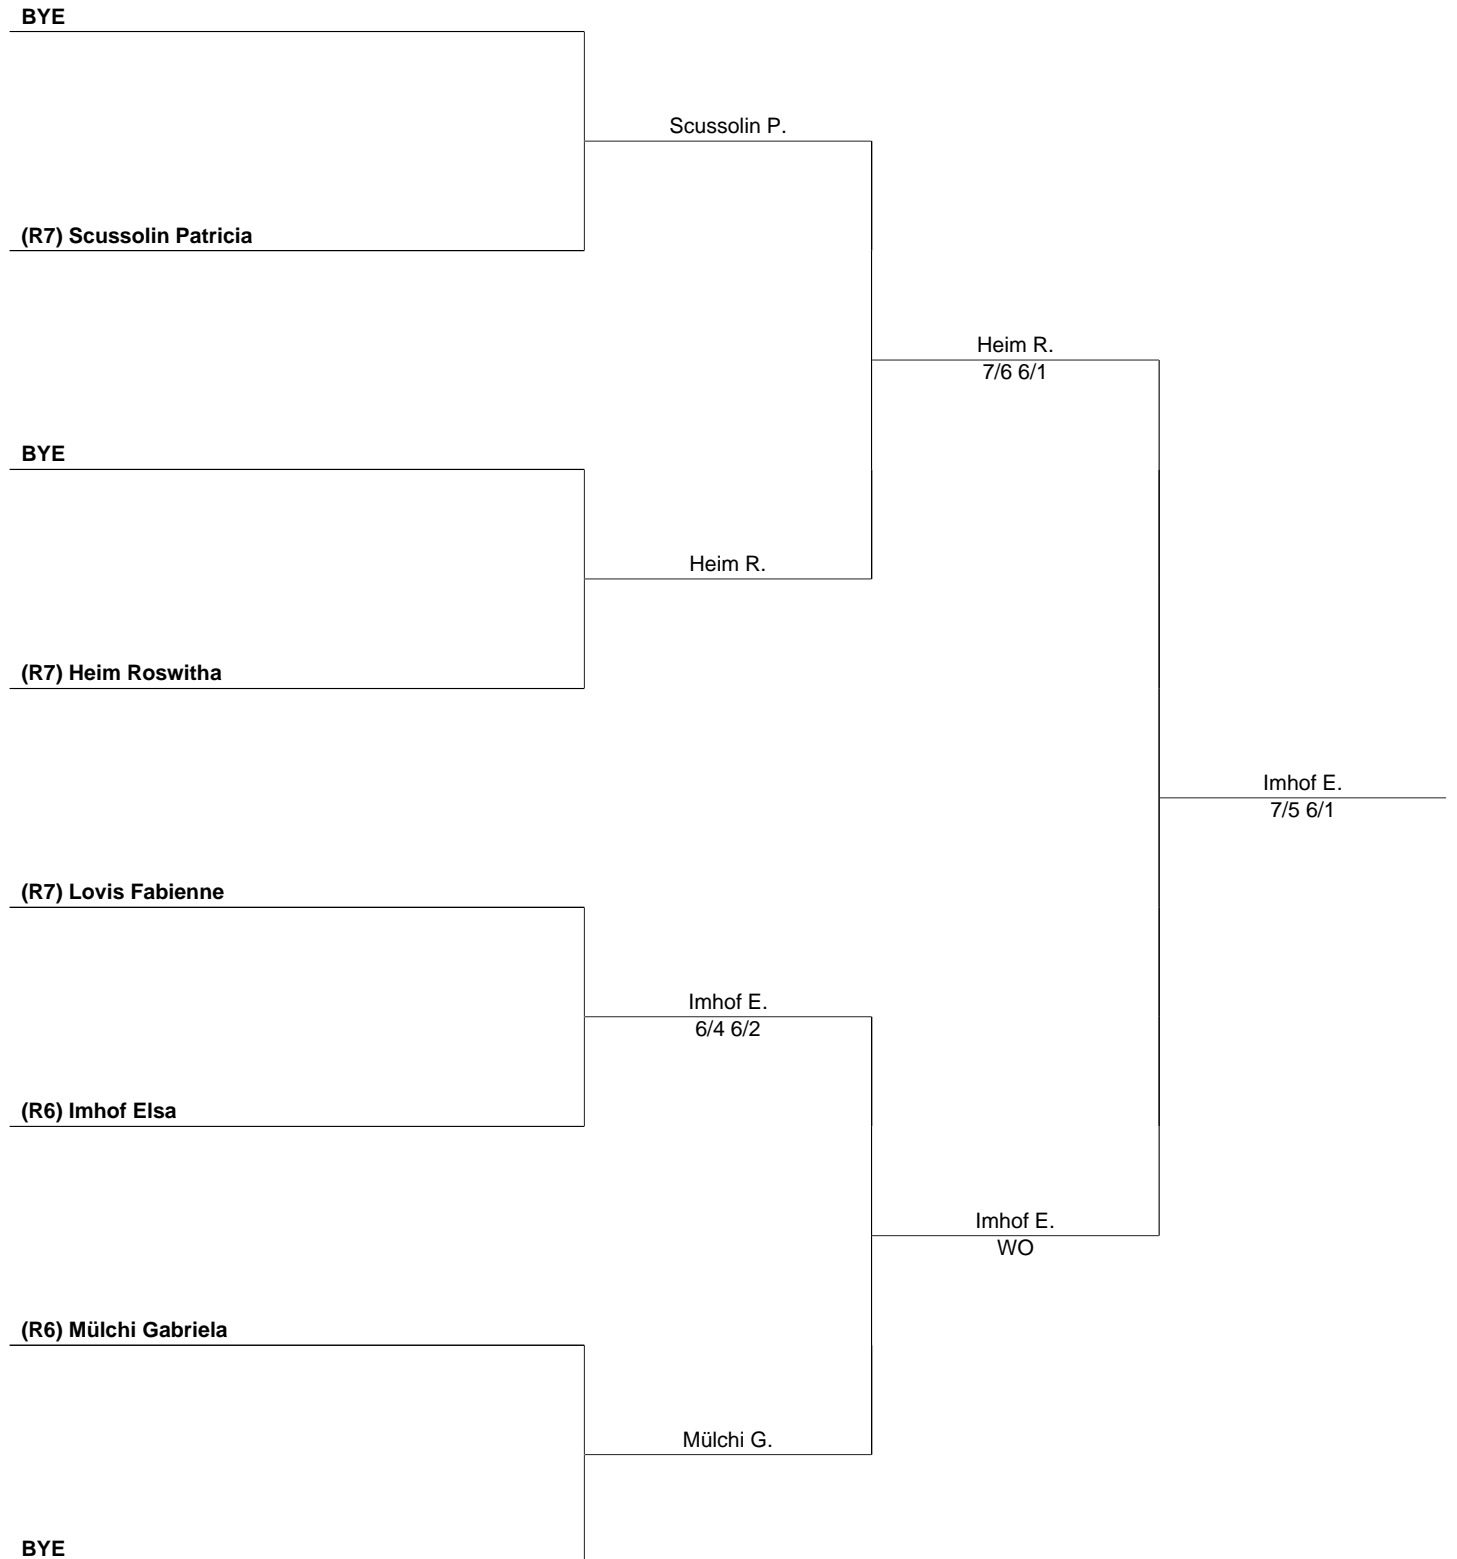 BYE
Scussolin P.
(R7) Scussolin Patricia
Heim R.
7/6 6/1
BYE
Heim R.
(R7) Heim Roswitha
Imhof E.
7/5 6/1
(R7) Lovis Fabienne
Imhof E.
6/4 6/2
(R6) Imhof Elsa
Imhof E.
WO
(R6) Mülchi Gabriela
Mülchi G.
BYE